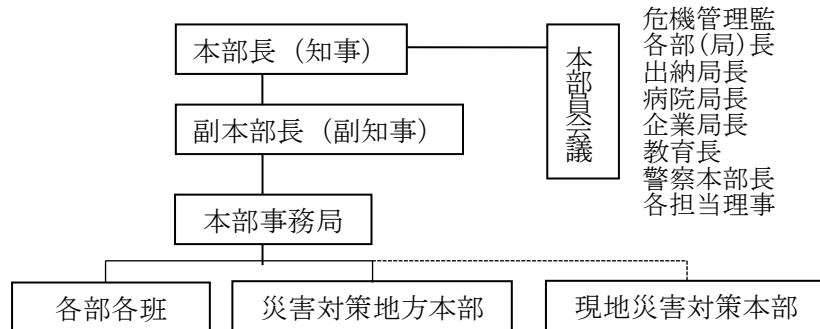 本部長（知事）
副本部長（副知事）
本部事務局
本部員会議
危機管理監
各部(局)長
出納局長
病院局長
企業局長
教育長
警察本部長
各担当理事
各部各班
災害対策地方本部
現地災害対策本部